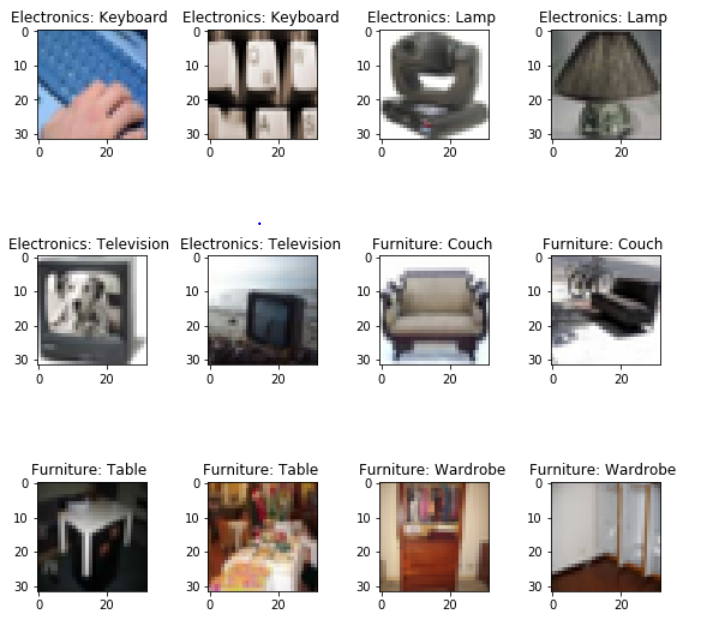 Electronics: Keyboard Electronics: Keyboard Electronics: Lamp Electronics: Lamp
0 0 0 0
10 10 10 10
20 20 20 20
30 30 30 30
0 20 0 20 0 20 0 20
Electronics: Television Electronics: Television Furniture: Couch Furniture: Couch
0 0 0 0
10 10 10 10
20 20 20 20
30 30 30 30
0 20 0 20 0 20 0 20
Furniture: Table Furniture: Table Furniture: Wardrobe Furniture: Wardrobe
0 0 0 0
10 10 10 10
20 20 20 20
30 30 30 30
0 20 0 20 0 20 0 20